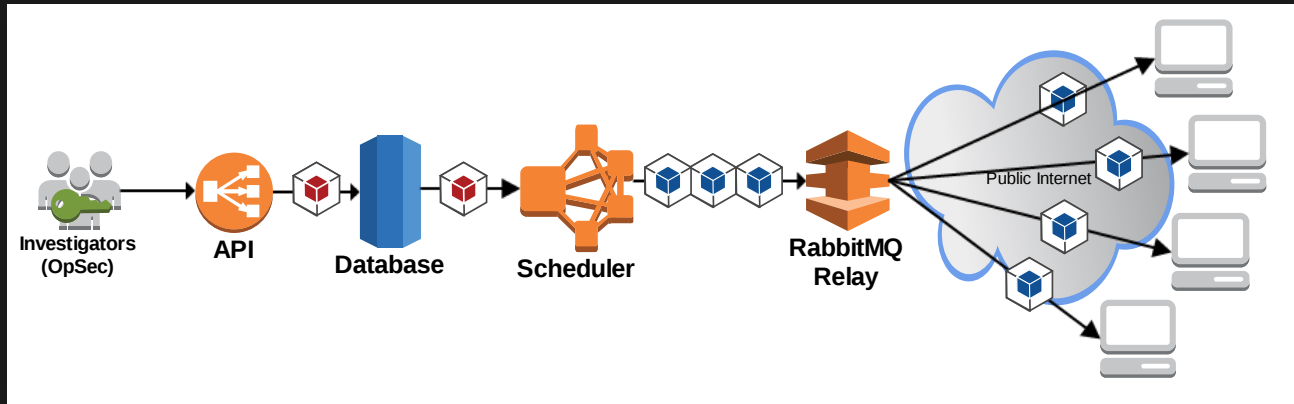 Investigators
(OpSec)
API
Database
Scheduler
RabbitMQ
Relay
Public Internet